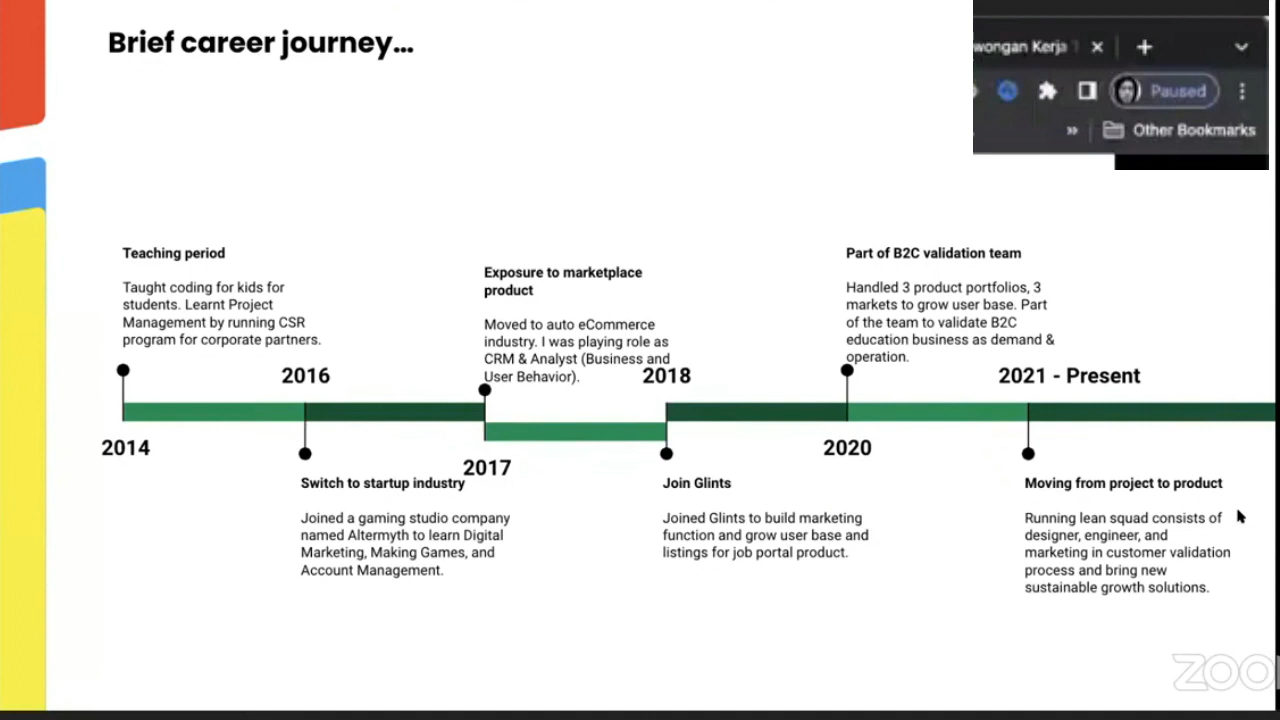 Brief career journey...
wongan Kerja
Paused
Other Bookmarks
Teaching period
Taught coding for kids for
students. Learnt Project
Management by running CSR
program for corporate partners.
Exposure to marketplace
product
Moved to auto eCommerce
industry. I was playing role as
CRM & Analyst (Business and
User Behavior).
Part of B2C validation team
Handled 3 product portfolios, 3
markets to grow user base. Part
of the team to validate B2C
education business as demand &
operation.
2016
2018
2021 - Present
2014
2017
2020
Switch to startup industry
Joined a gaming studio company
named Altermyth to learn Digital
Marketing, Making Games, and
Account Management.
Join Glints
Joined Glints to build marketing
function and grow user base and
listings for job portal product.
Moving from project to product
Running lean squad consists of
designer, engineer, and
marketing in customer validation
process and bring new
sustainable growth solutions.
zoo